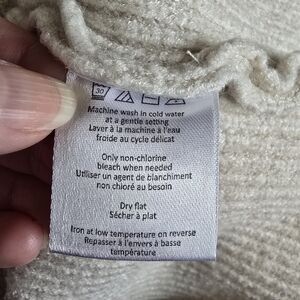 30
Machine wash in cold water
at a gentle setting
Laver à la machine à l'eau
froide au cycle délicat
Only non-chlorine
bleach when needed
Utiliser un agent de blanchiment
non chloré au besoin
Dry flat
Sécher à plat
Iron at low temperature on reverse
Repasser à l'envers à basse
température